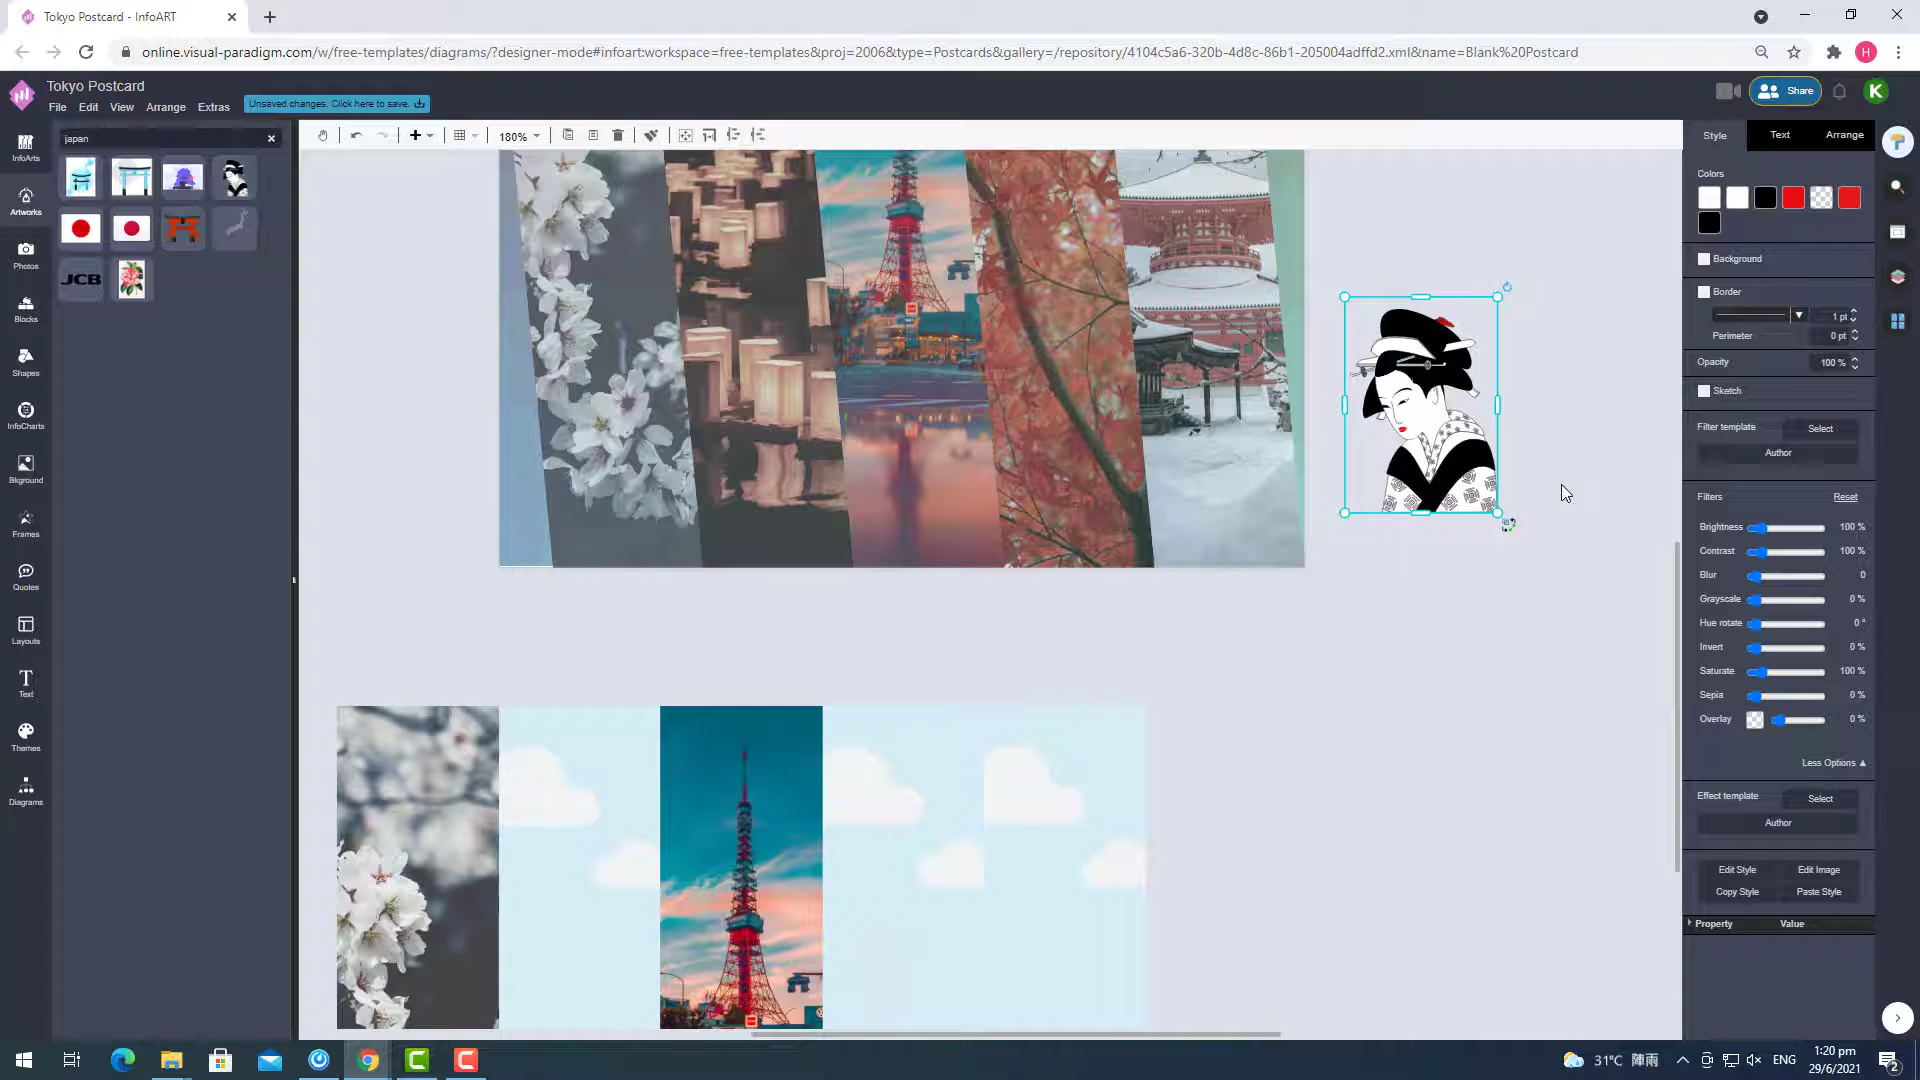 Tokyo Postcard - InfoART
online.visual-paradigm.com/w/free-templates/diagrams/?designer-mode#infoart:workspace=free-templates&proj=2006&type=Postcards&gallery=/repository/4104c5a6-320b-4d8c-86b1-205004adffd2.xml&name=Blank%20Postcard
H
Tokyo Postcard
File Edit View Arrange Extras
Unsaved changes. Click here to save.
Share
K
InfoArts
Artworks
Photos
Blocks
Shapes
InfoCharts
Bkground
Frames
Quotes
Layouts
Text
Themes
Diagrams
japan
JCB
180%
Style Text Arrange
Colors
Background
Border
1 pt
Perimeter 0 pt
Opacity 100 %
Sketch
Filter template Select
Author
Filters Reset
Brightness 100 %
Contrast 100 %
Blur 0
Grayscale 0 %
Hue rotate 0 °
Invert 0 %
Saturate 100 %
Sepia 0 %
Overlay 0 %
Less Options
Effect template Select
Author
Edit Style Edit Image
Copy Style Paste Style
Property Value
31°C 陣雨
ENG
1:20 pm
29/6/2021
2